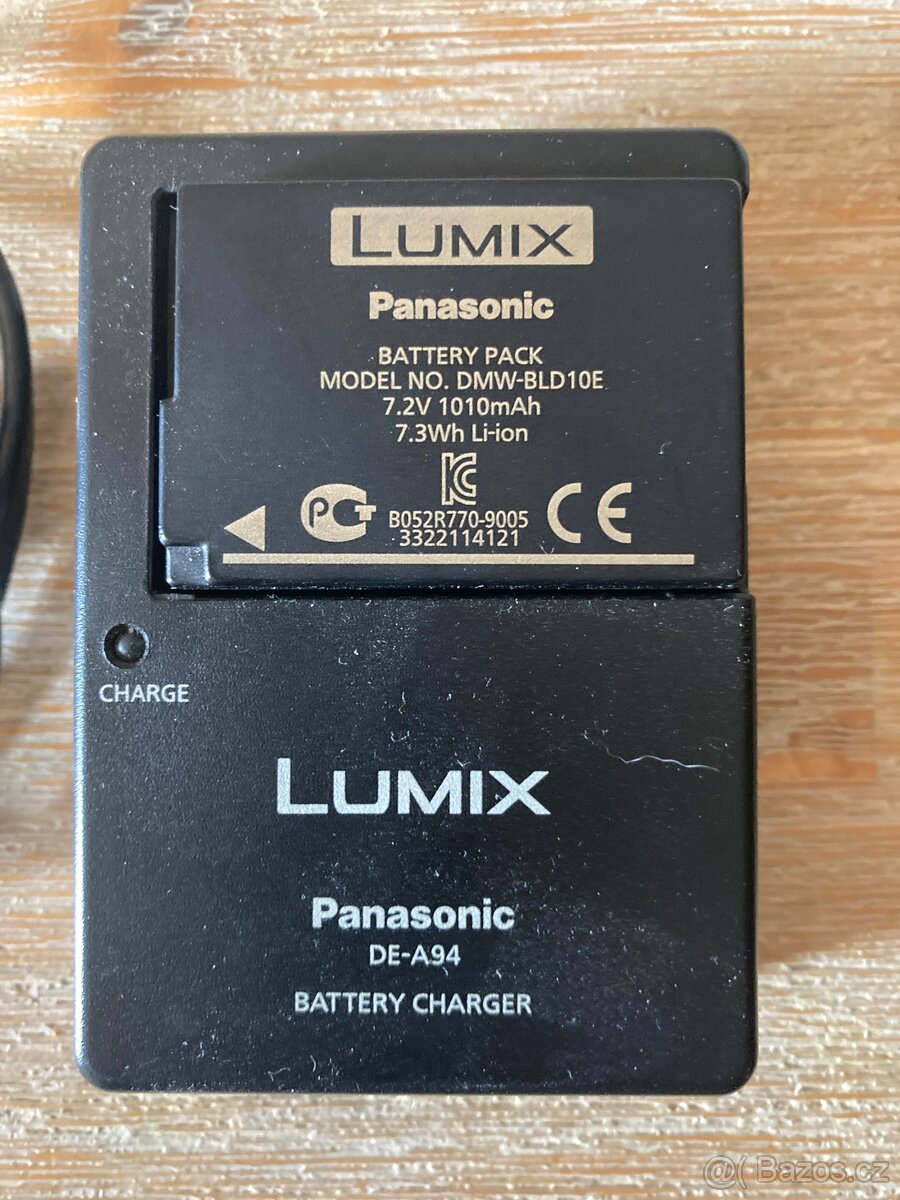 LUMIX
Panasonic
BATTERY PACK
MODEL NO. DMW-BLD10E
7.2V 1010mAh
7.3Wh Li-ion
B052R770-9005
3322114121
CE
CHARGE
LUMIX
Panasonic
DE-A94
BATTERY CHARGER
@( Bazos.cz